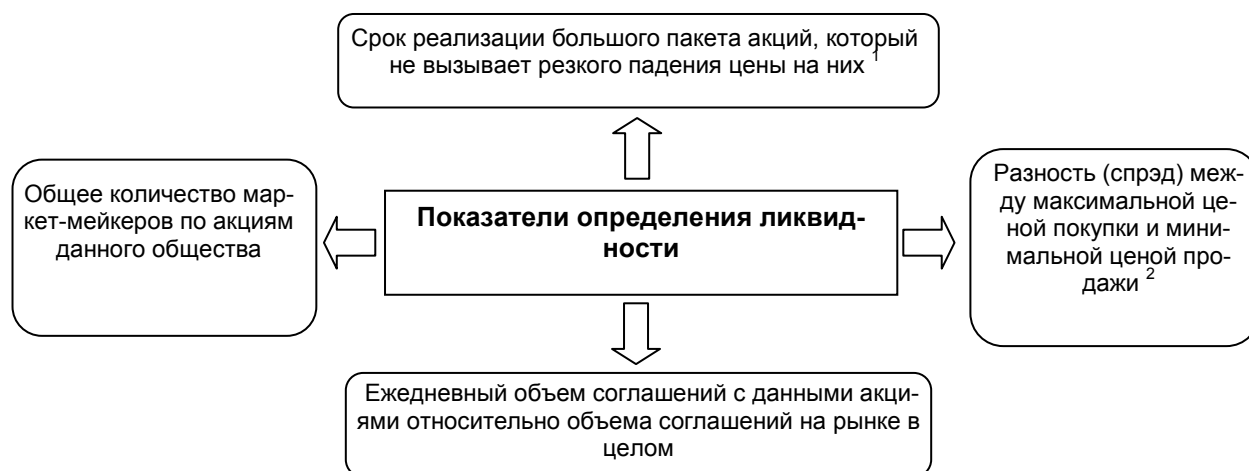 Срок реализации большого пакета акций, который
не вызывает резкого падения цены на них 1
Общее количество мар-
кет-мейкеров по акциям
данного общества
Показатели определения ликвид-
ности
Разность (спрэд) меж-
ду максимальной це-
ной покупки и мини-
мальной ценой про-
дажи 2
Ежедневный объем соглашений с данными акци-
ями относительно объема соглашений на рынке в
целом